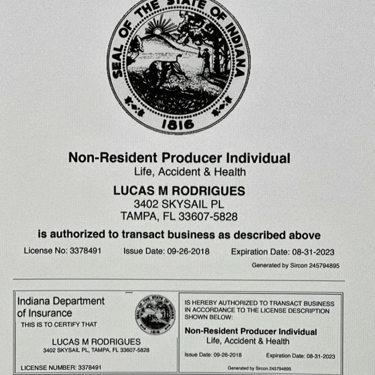 SEAL OF THE STATE OF INDIANA
1816
Non-Resident Producer Individual
Life, Accident & Health
LUCAS M RODRIGUES
3402 SKYSAIL PL
TAMPA, FL 33607-5828
is authorized to transact business as described above
License No: 3378491 Issue Date: 09-26-2018 Expiration Date: 08-31-2023
Generated by Sircon 245794895
Indiana Department
of Insurance
THIS IS TO CERTIFY THAT
LUCAS M RODRIGUES
3402 SKYSAIL PL, TAMPA, FL 33607-5828
LICENSE NUMBER: 3378491
IS HEREBY AUTHORIZED TO TRANSACT BUSINESS
IN ACCORDANCE TO THE LICENSE DESCRIPTION
SHOWN BELOW:
Non-Resident Producer Individual
Life, Accident & Health
Issue Date: 09-26-2018 Expiration Date: 08-31-2023
Generated by Sircon 245794895